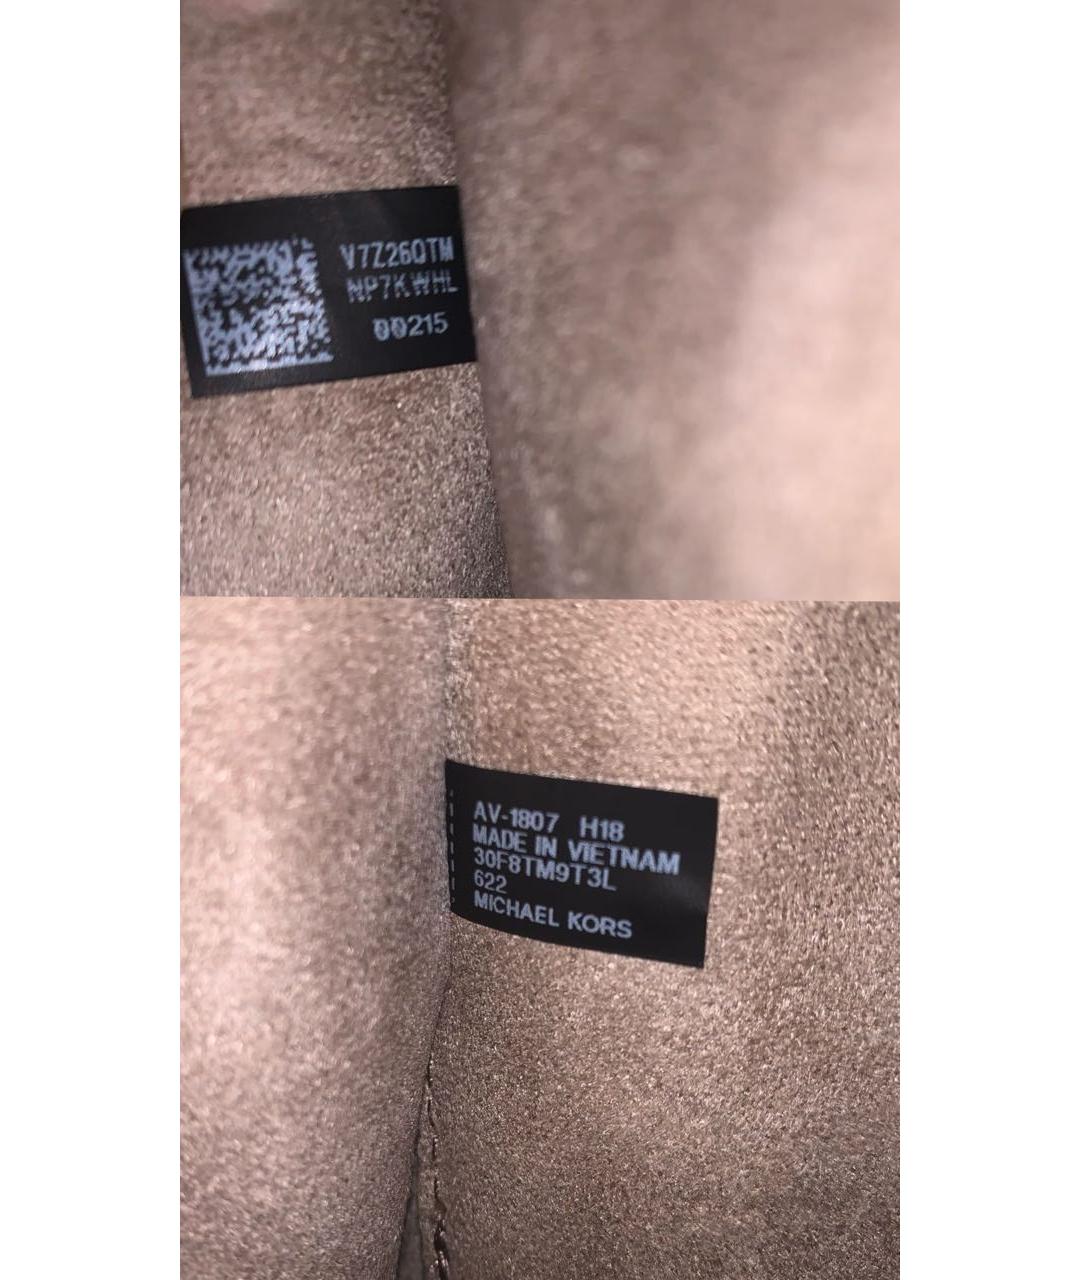 V7Z26QTM
NP7KWHL
00215
AV-1807 H18
MADE IN VIETNAM
30F8TM9T3L
622
MICHAEL KORS